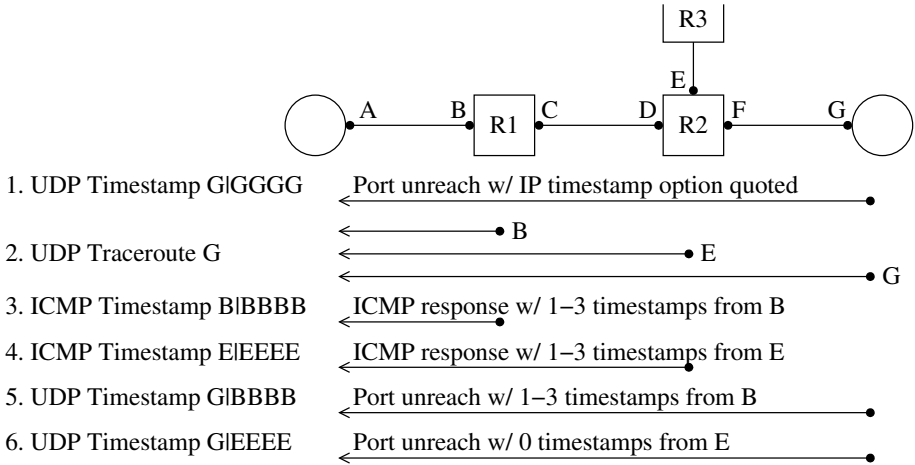 R3
E
A B R1 C D R2 F G
1. UDP Timestamp G|GGGG Port unreach w/ IP timestamp option quoted
B
2. UDP Traceroute G E
G
3. ICMP Timestamp B|BBBB ICMP response w/ 1−3 timestamps from B
4. ICMP Timestamp E|EEEE ICMP response w/ 1−3 timestamps from E
5. UDP Timestamp G|BBBB Port unreach w/ 1−3 timestamps from B
6. UDP Timestamp G|EEEE Port unreach w/ 0 timestamps from E